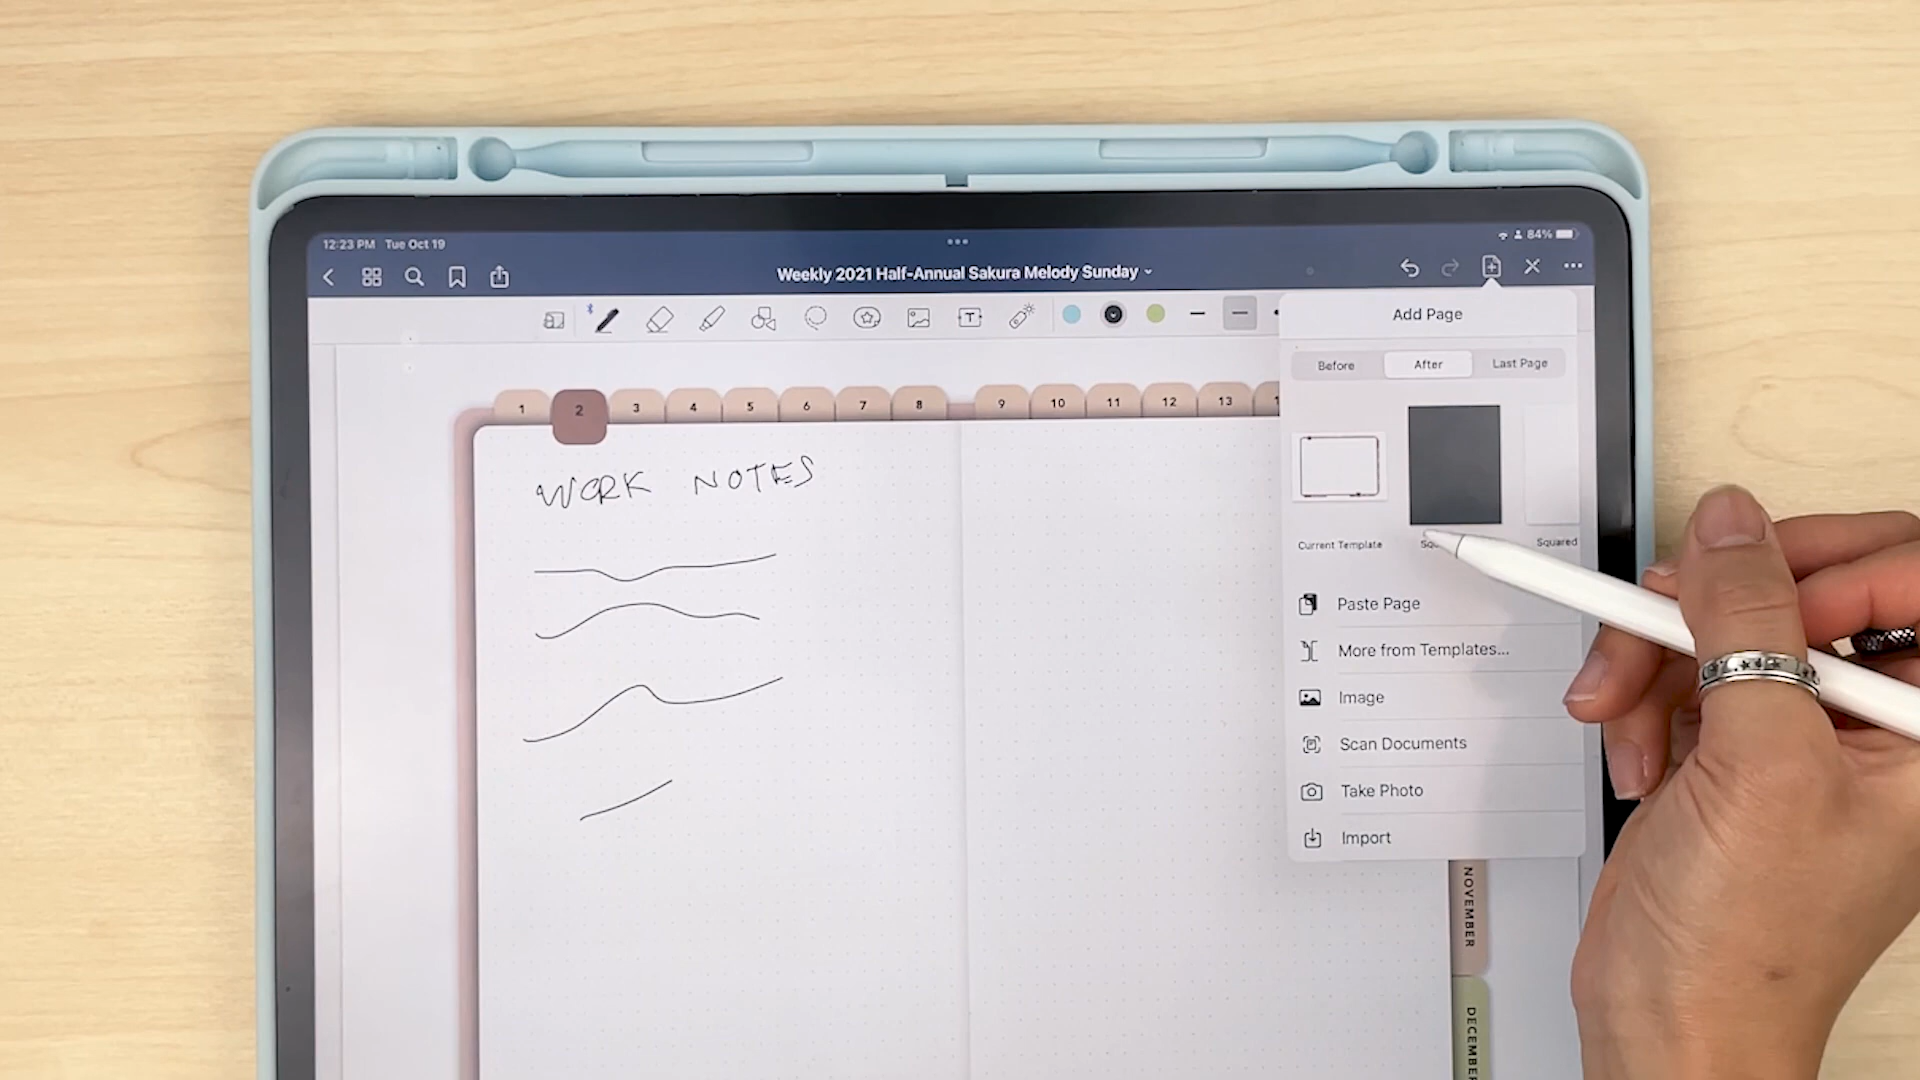 12:23 PM Tue Oct 19
84%
Weekly 2021 Half-Annual Sakura Melody Sunday
T
Add Page
Before After Last Page
1 2 3 4 5 6 7 8 9 10 11 12 13
WORK NOTES
Current Template
Squared
Paste Page
More from Templates...
Image
Scan Documents
Take Photo
Import
NOVEMBER
DECEMBER